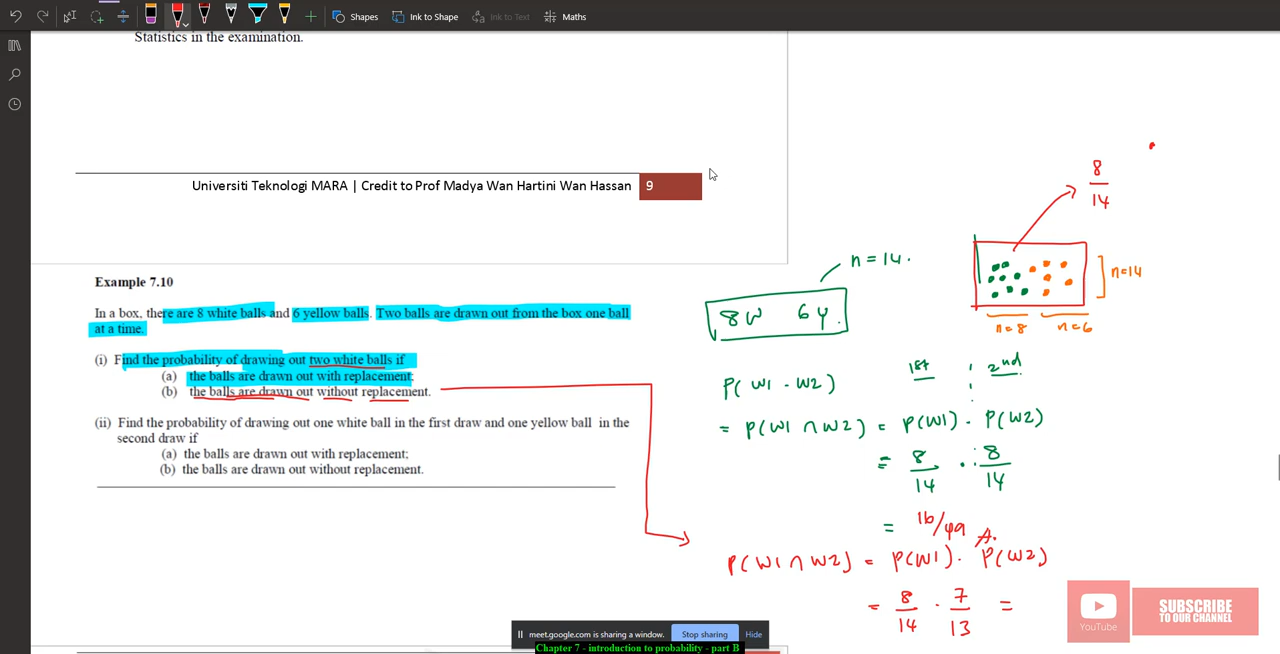 Shapes Ink to Shape Ink to Text Maths
Statistics in the examination.
Universiti Teknologi MARA | Credit to Prof Madya Wan Hartini Wan Hassan 9
Example 7.10
In a box, there are 8 white balls and 6 yellow balls. Two balls are drawn out from the box one ball
at a time.
(i) Find the probability of drawing out two white balls if
(a) the balls are drawn out with replacement;
(b) the balls are drawn out without replacement.
(ii) Find the probability of drawing out one white ball in the first draw and one yellow ball in the
second draw if
(a) the balls are drawn out with replacement;
(b) the balls are drawn out without replacement.
8
14
n = 14.
n=14
8W 6Y.
n=8 n=6
1st : 2nd
P(W1 · W2)
= P(W1 ∩ W2) = P(W1) · P(W2)
= 8/14 · 8/14
= 16/49 A.
P(W1 ∩ W2) = P(W1) · P(W2)
= 8/14 · 7/13 =
YouTube
SUBSCRIBE
TO OUR CHANNEL
meet.google.com is sharing a window. Stop sharing Hide
Chapter 7 - introduction to probability - part B